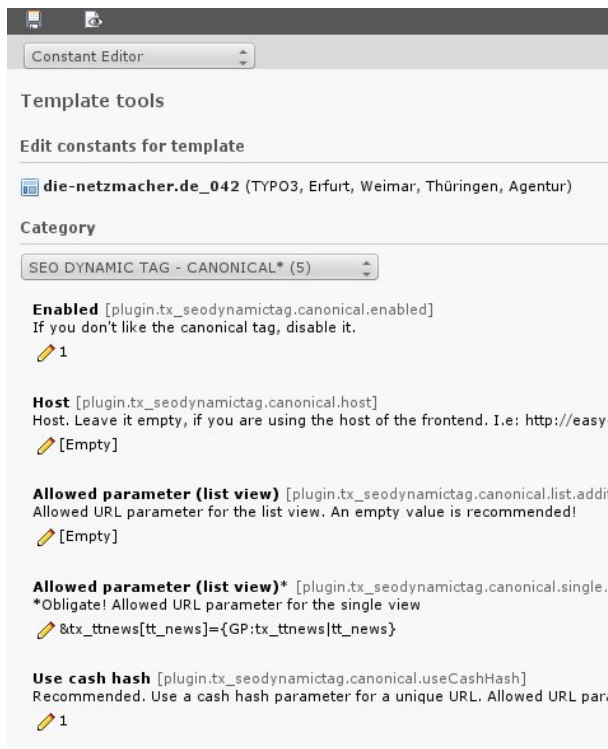 Constant Editor
Template tools
Edit constants for template
die-netzmacher.de_042 (TYPO3, Erfurt, Weimar, Thüringen, Agentur)
Category
SEO DYNAMIC TAG - CANONICAL* (5)
Enabled [plugin.tx_seodynamictag.canonical.enabled]
If you don't like the canonical tag, disable it.
1
Host [plugin.tx_seodynamictag.canonical.host]
Host. Leave it empty, if you are using the host of the frontend. I.e: http://easy-
[Empty]
Allowed parameter (list view) [plugin.tx_seodynamictag.canonical.list.addit
Allowed URL parameter for the list view. An empty value is recommended!
[Empty]
Allowed parameter (list view)* [plugin.tx_seodynamictag.canonical.single.
*Obligate! Allowed URL parameter for the single view
&tx_ttnews[tt_news]={GP:tx_ttnews|tt_news}
Use cash hash [plugin.tx_seodynamictag.canonical.useCashHash]
Recommended. Use a cash hash parameter for a unique URL. Allowed URL para
1